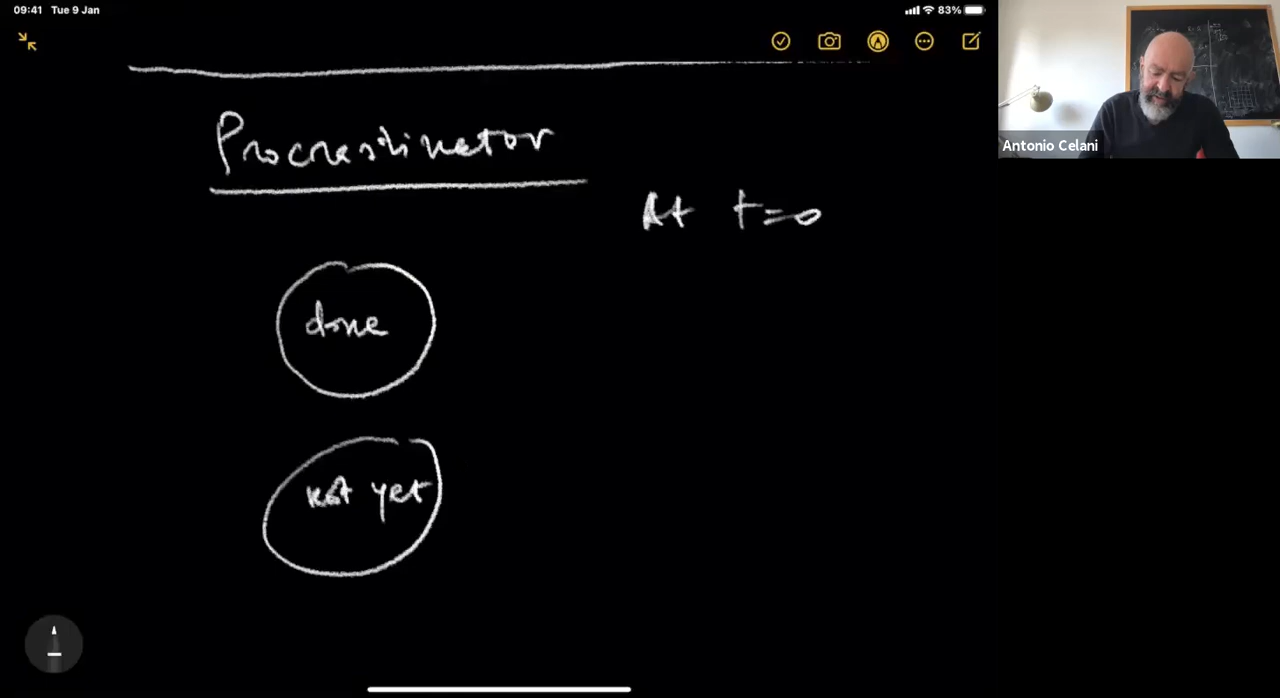 09:41 Tue 9 Jan
83%
Antonio Celani
Procrastinator
At t=0
done
not yet